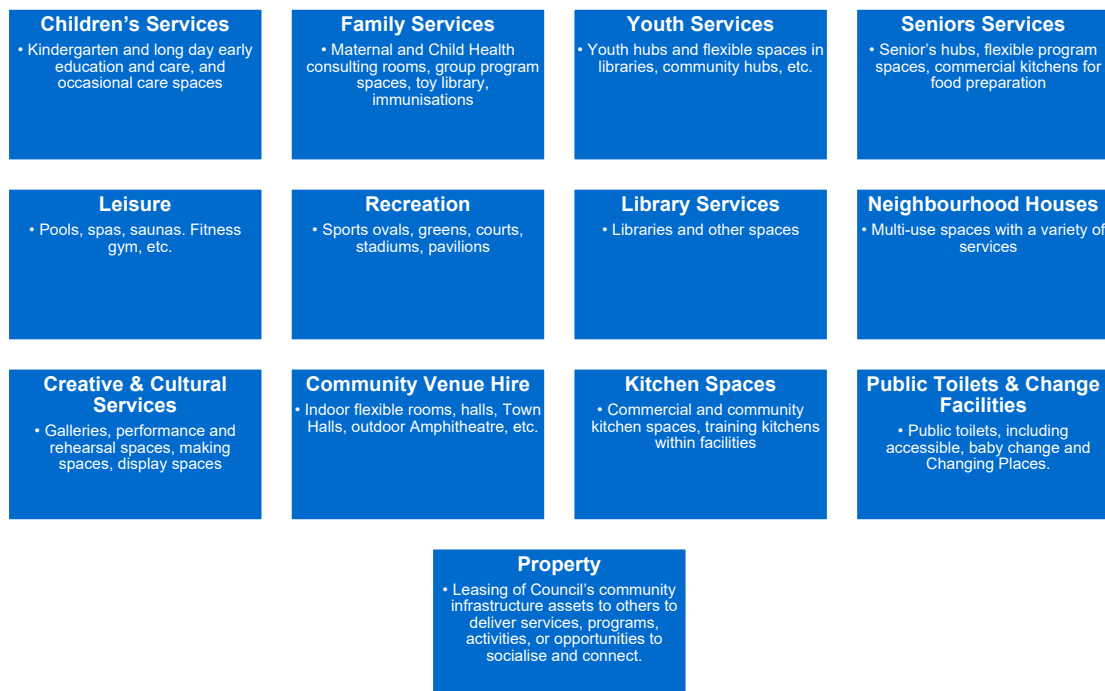 Children's Services
• Kindergarten and long day early
education and care, and
occasional care spaces
Family Services
• Maternal and Child Health
consulting rooms, group program
spaces, toy library,
immunisations
Youth Services
• Youth hubs and flexible spaces in
libraries, community hubs, etc.
Seniors Services
• Senior's hubs, flexible program
spaces, commercial kitchens for
food preparation
Leisure
• Pools, spas, saunas. Fitness
gym, etc.
Recreation
• Sports ovals, greens, courts,
stadiums, pavilions
Library Services
• Libraries and other spaces
Neighbourhood Houses
• Multi-use spaces with a variety of
services
Creative & Cultural
Services
• Galleries, performance and
rehearsal spaces, making
spaces, display spaces
Community Venue Hire
• Indoor flexible rooms, halls, Town
Halls, outdoor Amphitheatre, etc.
Kitchen Spaces
• Commercial and community
kitchen spaces, training kitchens
within facilities
Public Toilets & Change
Facilities
• Public toilets, including
accessible, baby change and
Changing Places.
Property
• Leasing of Council's community
infrastructure assets to others to
deliver services, programs,
activities, or opportunities to
socialise and connect.